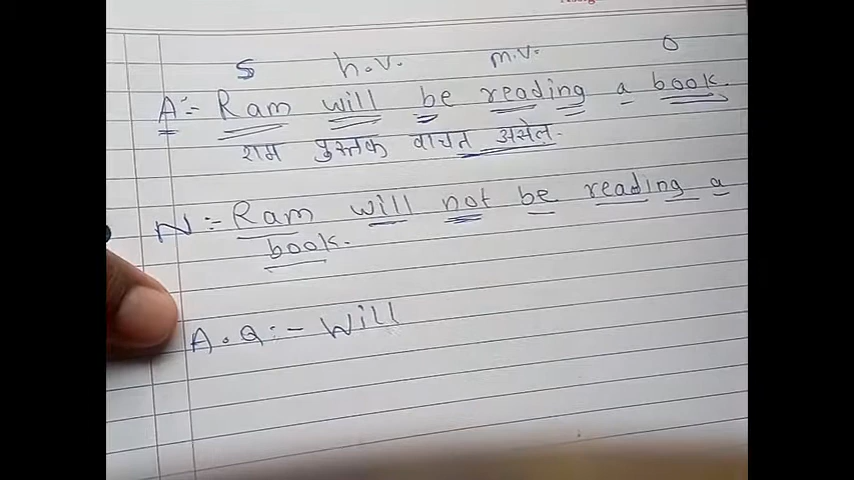 S h.v. m.v. O
A:- Ram will be reading a book.
राम पुस्तक वाचत असेल.
N:- Ram will not be reading a
book.
A.Q:- Will